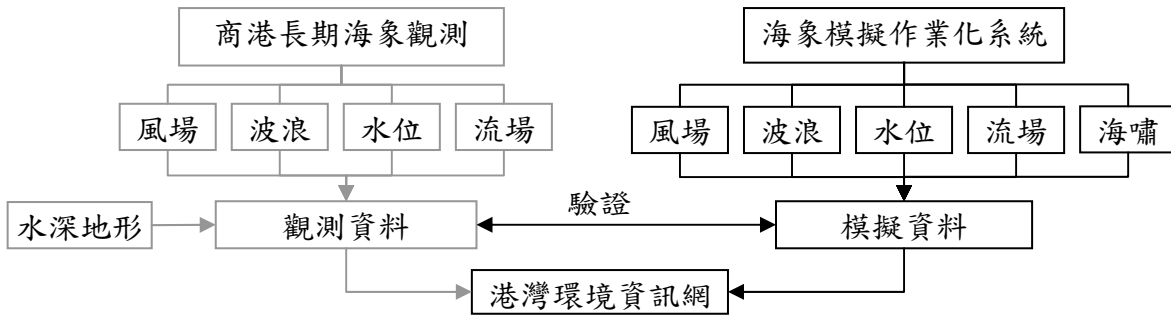 商港長期海象觀測
海象模擬作業化系統
風場
波浪
水位
流場
風場
波浪
水位
流場
海嘯
驗證
水深地形
觀測資料
模擬資料
港灣環境資訊網